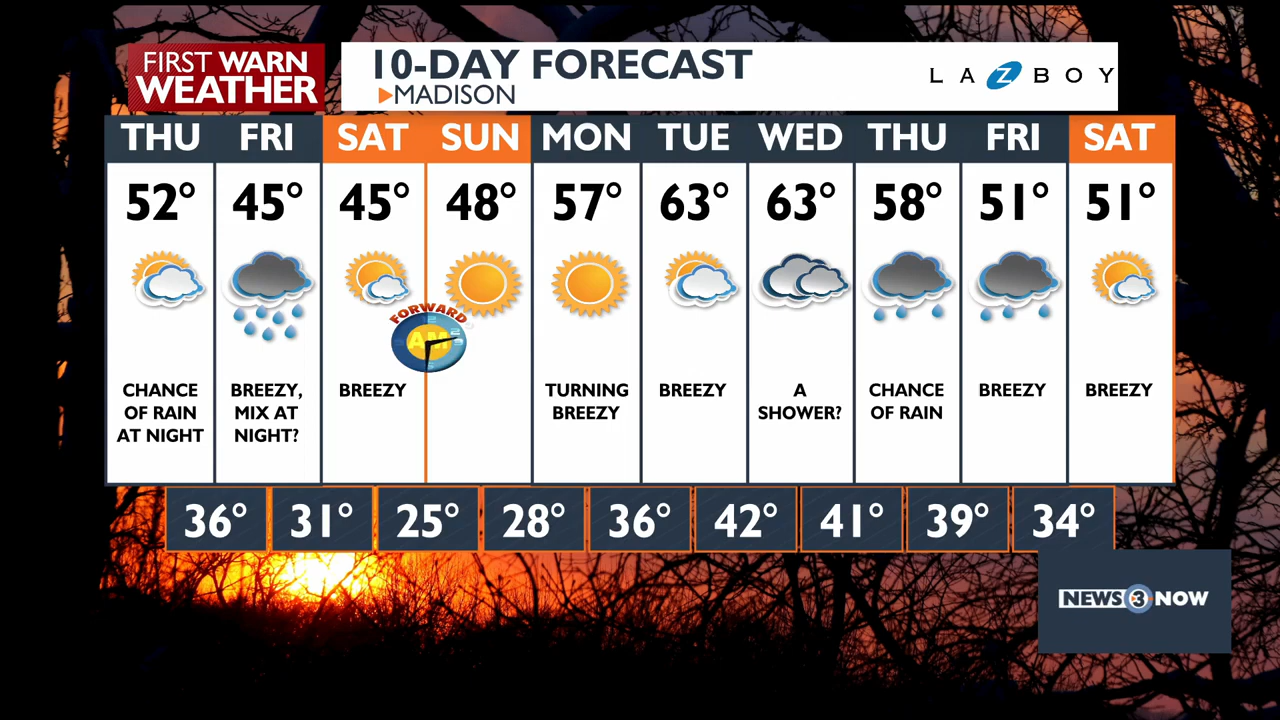 FIRST WARN
WEATHER
10-DAY FORECAST
MADISON
LA Z BOY
THU FRI SAT SUN MON TUE WED THU FRI SAT
52° 45° 45° 48° 57° 63° 63° 58° 51° 51°
FORWARD
AM
CHANCE
OF RAIN
AT NIGHT
BREEZY,
MIX AT
NIGHT?
BREEZY
TURNING
BREEZY
BREEZY
A
SHOWER?
CHANCE
OF RAIN
BREEZY
BREEZY
36° 31° 25° 28° 36° 42° 41° 39° 34°
NEWS 3 NOW